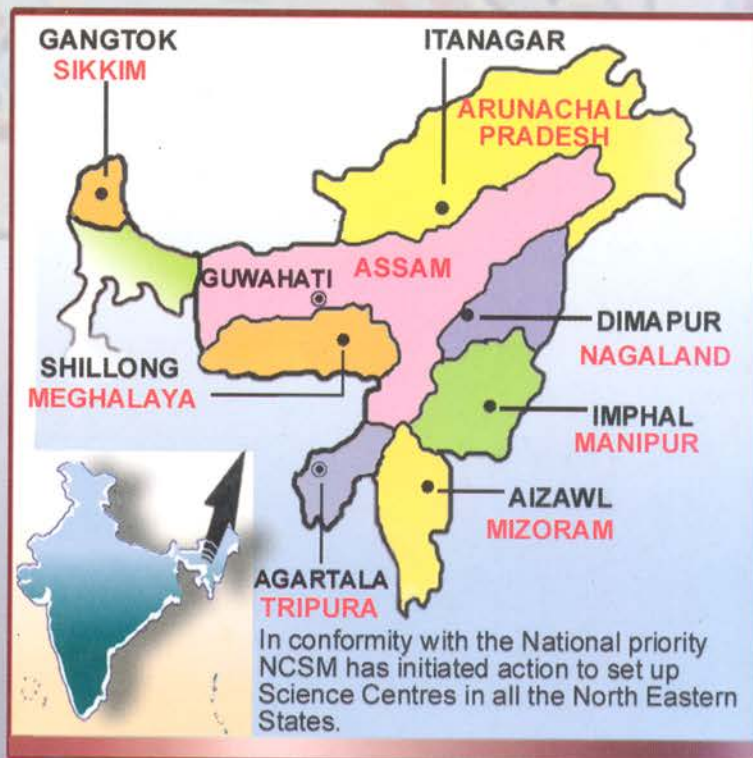 GANGTOK
SIKKIM
ITANAGAR
ARUNACHAL
PRADESH
GUWAHATI
ASSAM
SHILLONG
MEGHALAYA
DIMAPUR
NAGALAND
IMPHAL
MANIPUR
AIZAWL
MIZORAM
AGARTALA
TRIPURA
In conformity with the National priority
NCSM has initiated action to set up
Science Centres in all the North Eastern
States.